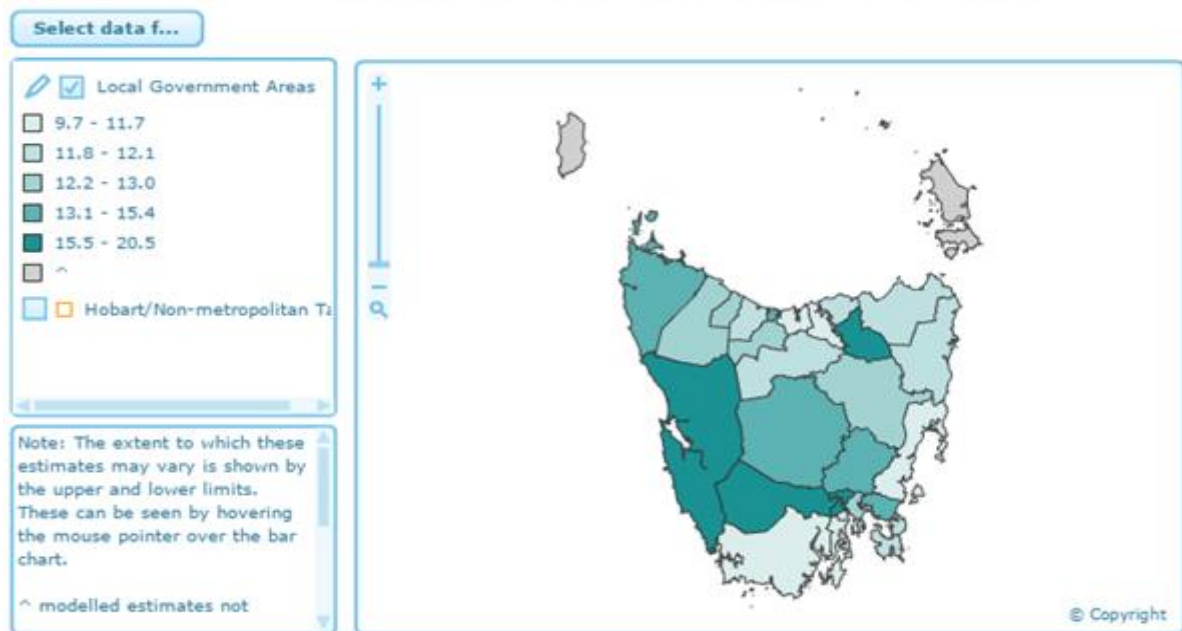 Select data f...
Local Government Areas
9.7 - 11.7
11.8 - 12.1
12.2 - 13.0
13.1 - 15.4
15.5 - 20.5
^
Hobart/Non-metropolitan Ta
Note: The extent to which these
estimates may vary is shown by
the upper and lower limits.
These can be seen by hovering
the mouse pointer over the bar
chart.
^ modelled estimates not
© Copyright